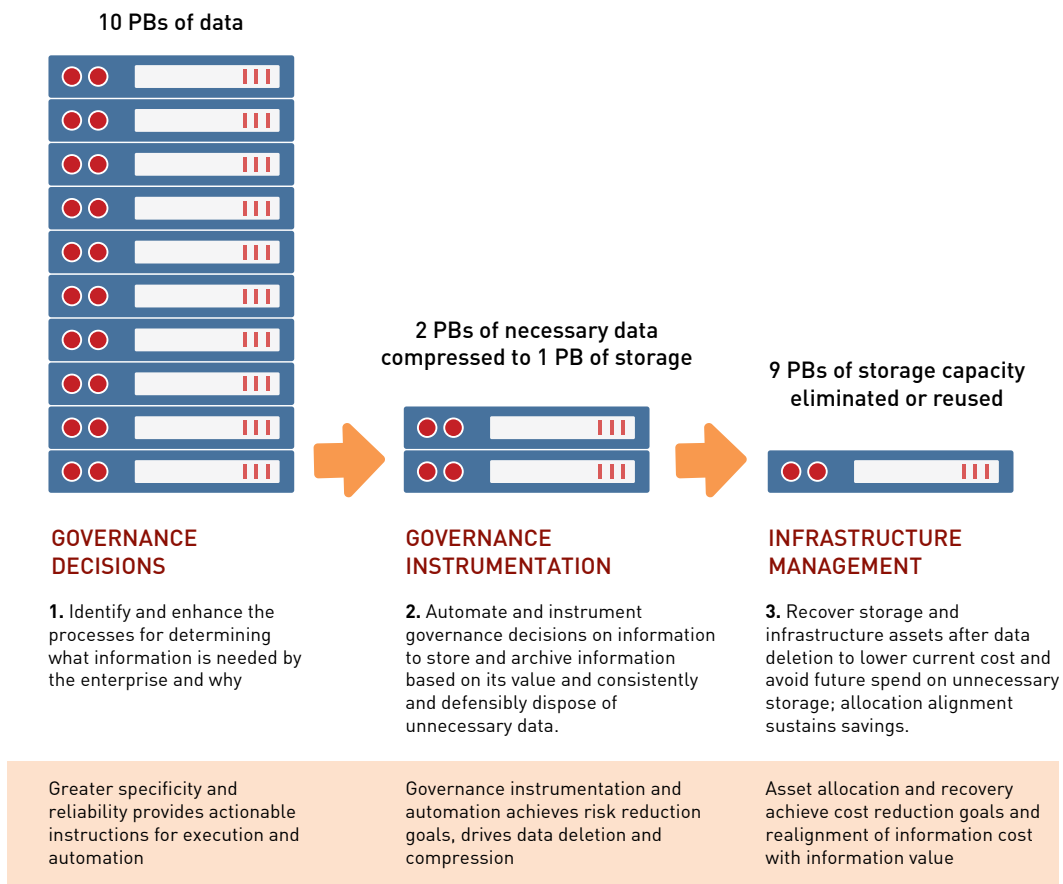 10 PBs of data
2 PBs of necessary data
compressed to 1 PB of storage
9 PBs of storage capacity
eliminated or reused
GOVERNANCE
DECISIONS
1. Identify and enhance the
processes for determining
what information is needed by
the enterprise and why
Greater specificity and
reliability provides actionable
instructions for execution and
automation
GOVERNANCE
INSTRUMENTATION
2. Automate and instrument
governance decisions on information
to store and archive information
based on its value and consistently
and defensibly dispose of
unnecessary data.
Governance instrumentation and
automation achieves risk reduction
goals, drives data deletion and
compression
INFRASTRUCTURE
MANAGEMENT
3. Recover storage and
infrastructure assets after data
deletion to lower current cost and
avoid future spend on unnecessary
storage; allocation alignment
sustains savings.
Asset allocation and recovery
achieve cost reduction goals and
realignment of information cost
with information value